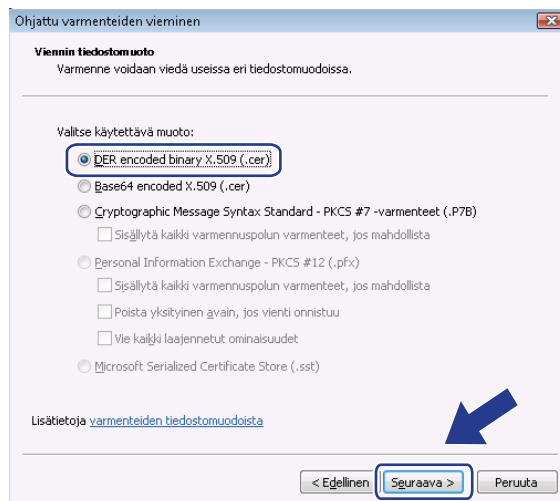 Ohjattu varmenteiden vieminen
Viennin tiedostomuoto
Varmenne voidaan viedä useissa eri tiedostomuodoissa.
Valitse käytettävä muoto:
DER encoded binary X.509 (.cer)
Base64 encoded X.509 (.cer)
Cryptographic Message Syntax Standard - PKCS #7 -varmenteet (.P7B)
Sisällytä kaikki varmennuspolun varmenteet, jos mahdollista
Personal Information Exchange - PKCS #12 (.pfx)
Sisällytä kaikki varmennuspolun varmenteet, jos mahdollista
Poista yksityinen avain, jos vienti onnistuu
Vie kaikki laajennetut ominaisuudet
Microsoft Serialized Certificate Store (.sst)
Lisätietoja varmenteiden tiedostomuodoista
< Edellinen Seuraava > Peruuta